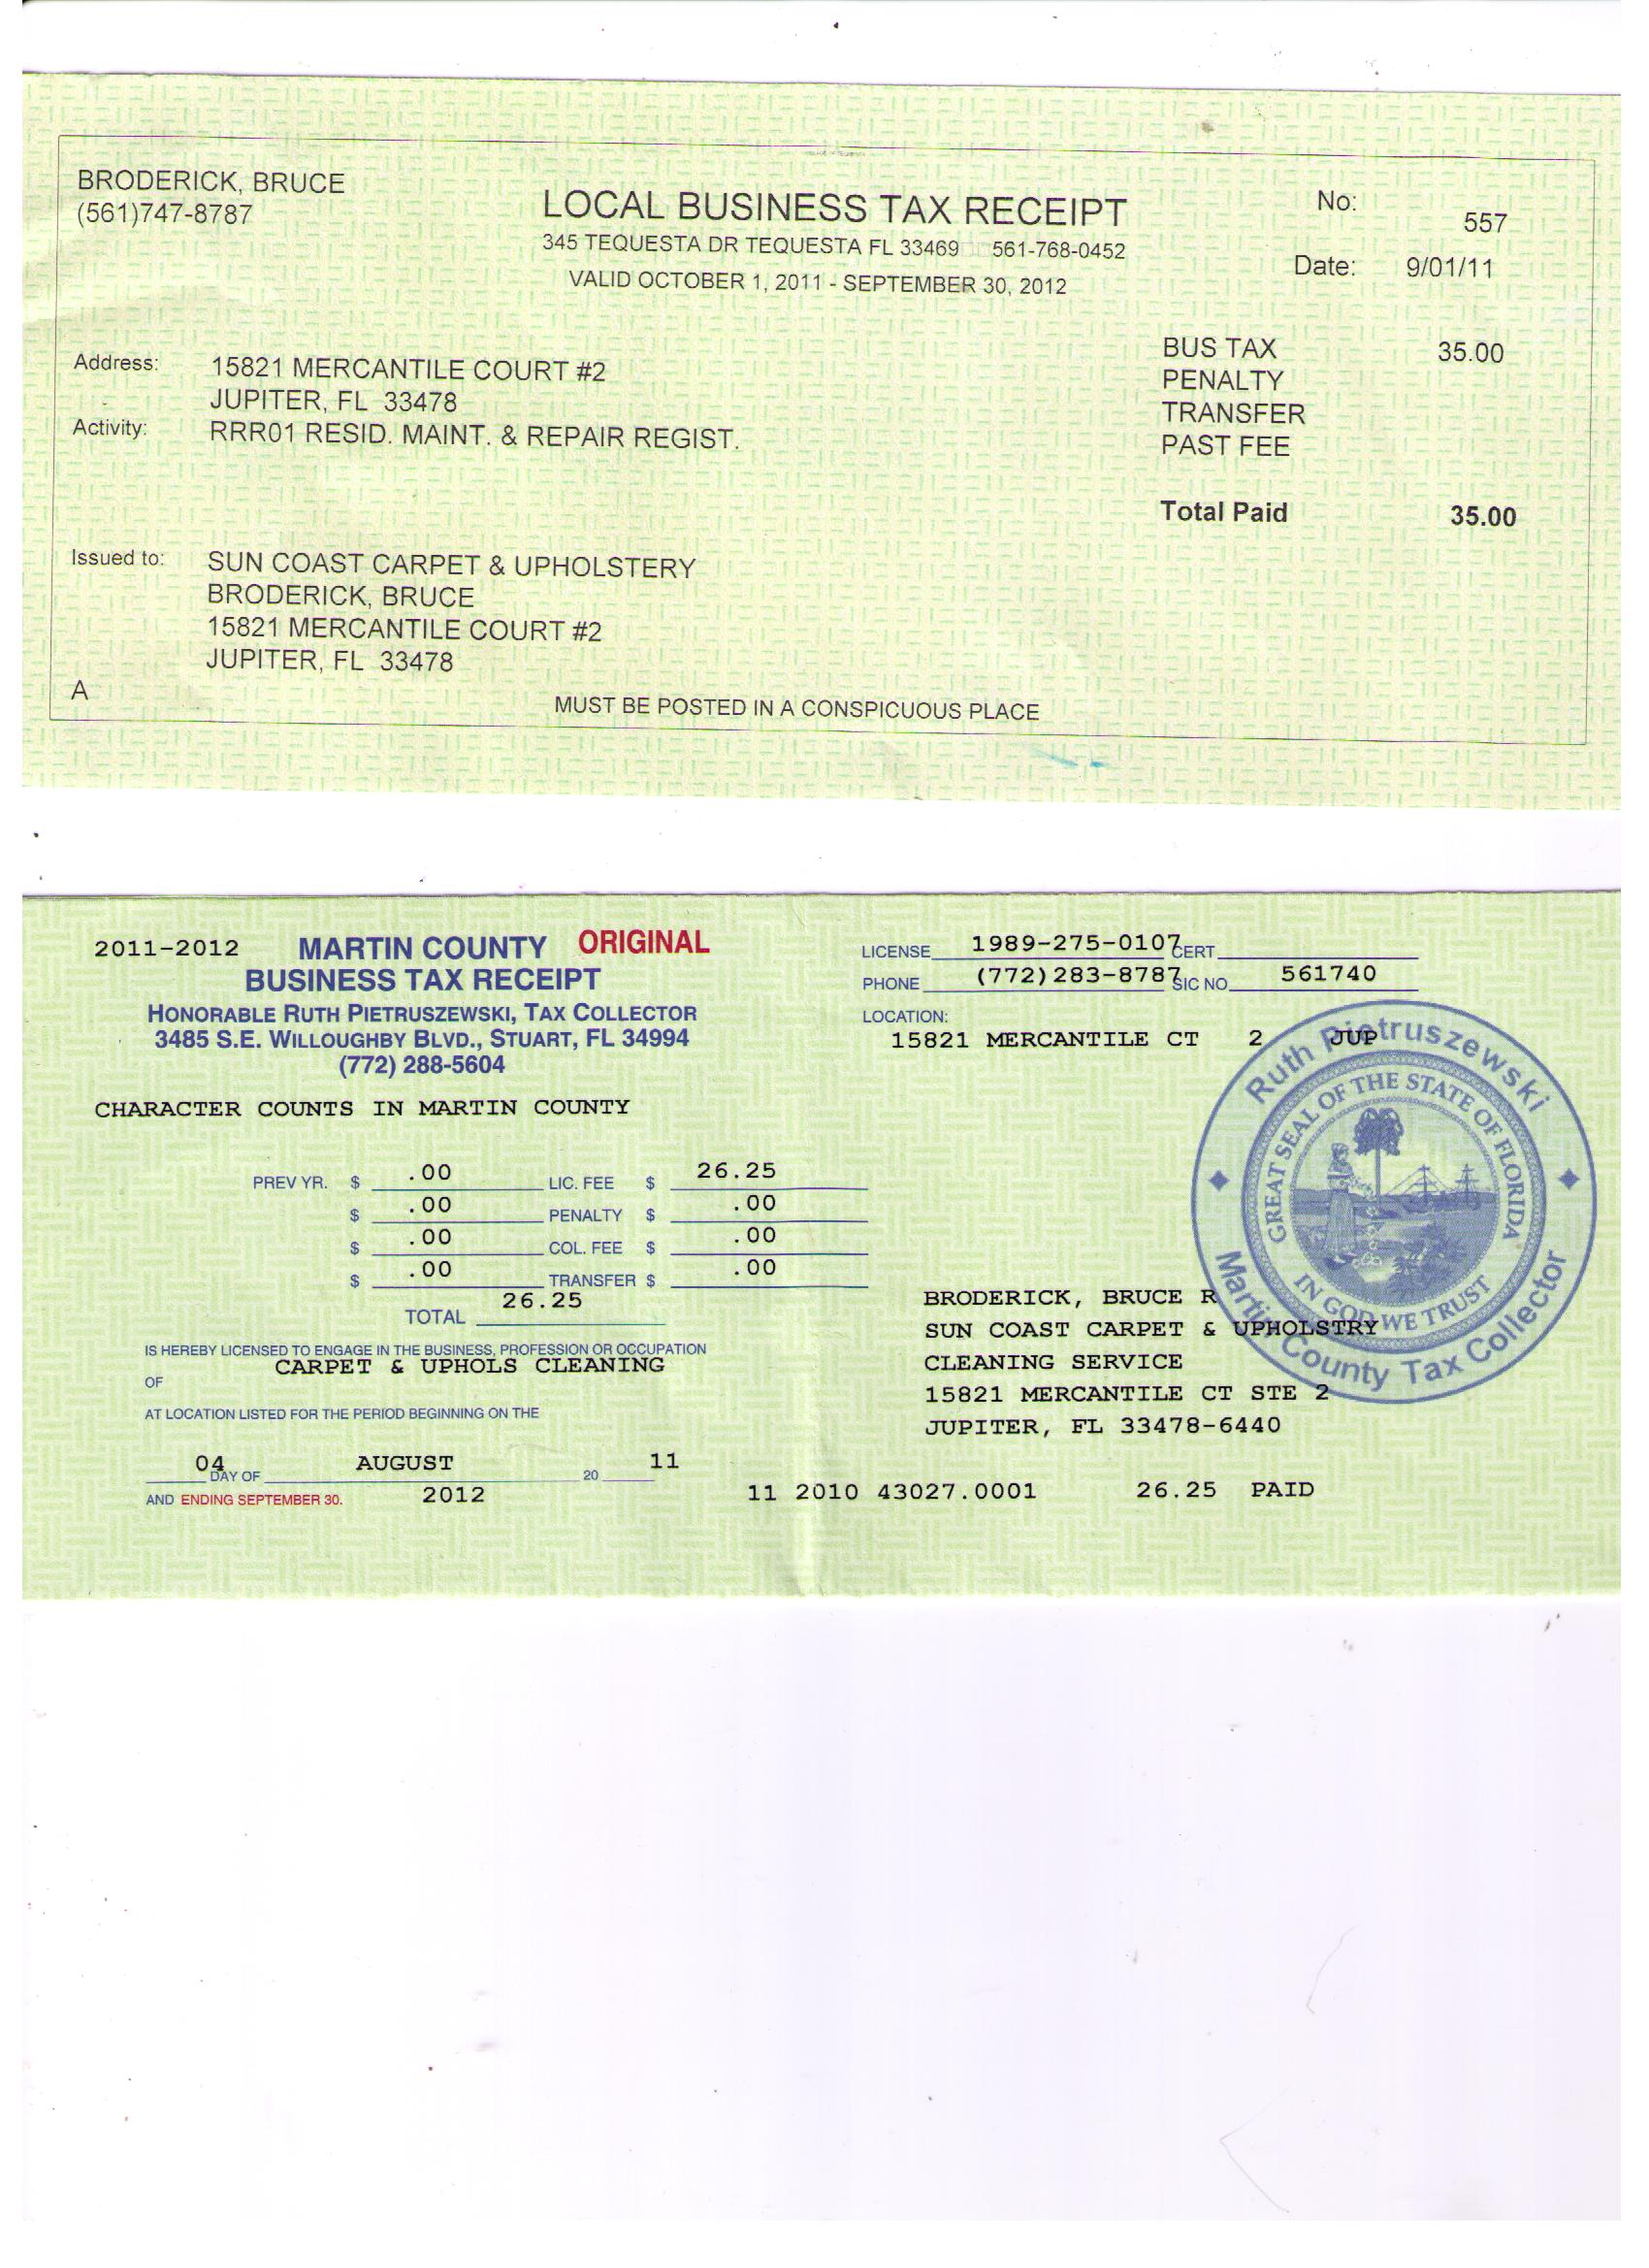 BRODERICK, BRUCE
(561)747-8787
LOCAL BUSINESS TAX RECEIPT
345 TEQUESTA DR TEQUESTA FL 33469 561-768-0452
VALID OCTOBER 1, 2011 - SEPTEMBER 30, 2012
No: 557
Date: 9/01/11
Address: 15821 MERCANTILE COURT #2
JUPITER, FL 33478
Activity: RRR01 RESID. MAINT. & REPAIR REGIST.
BUS TAX 35.00
PENALTY
TRANSFER
PAST FEE
Total Paid 35.00
Issued to: SUN COAST CARPET & UPHOLSTERY
BRODERICK, BRUCE
15821 MERCANTILE COURT #2
JUPITER, FL 33478
A
MUST BE POSTED IN A CONSPICUOUS PLACE
2011-2012 MARTIN COUNTY ORIGINAL
BUSINESS TAX RECEIPT
HONORABLE RUTH PIETRUSZEWSKI, TAX COLLECTOR
3485 S.E. WILLOUGHBY BLVD., STUART, FL 34994
(772) 288-5604
CHARACTER COUNTS IN MARTIN COUNTY
LICENSE 1989-275-0107 CERT
PHONE (772)283-8787 SIC NO. 561740
LOCATION:
15821 MERCANTILE CT 2 JUP
Ruth Pietruszewski
GREAT SEAL OF THE STATE OF FLORIDA
IN GOD WE TRUST
Martin County Tax Collector
PREV YR. $ .00 LIC. FEE $ 26.25
$ .00 PENALTY $ .00
$ .00 COL. FEE $ .00
$ .00 TRANSFER $ .00
TOTAL 26.25
IS HEREBY LICENSED TO ENGAGE IN THE BUSINESS, PROFESSION OR OCCUPATION
OF CARPET & UPHOLS CLEANING
AT LOCATION LISTED FOR THE PERIOD BEGINNING ON THE
04 DAY OF AUGUST 20 11
AND ENDING SEPTEMBER 30. 2012
BRODERICK, BRUCE R
SUN COAST CARPET & UPHOLSTRY
CLEANING SERVICE
15821 MERCANTILE CT STE 2
JUPITER, FL 33478-6440
11 2010 43027.0001 26.25 PAID